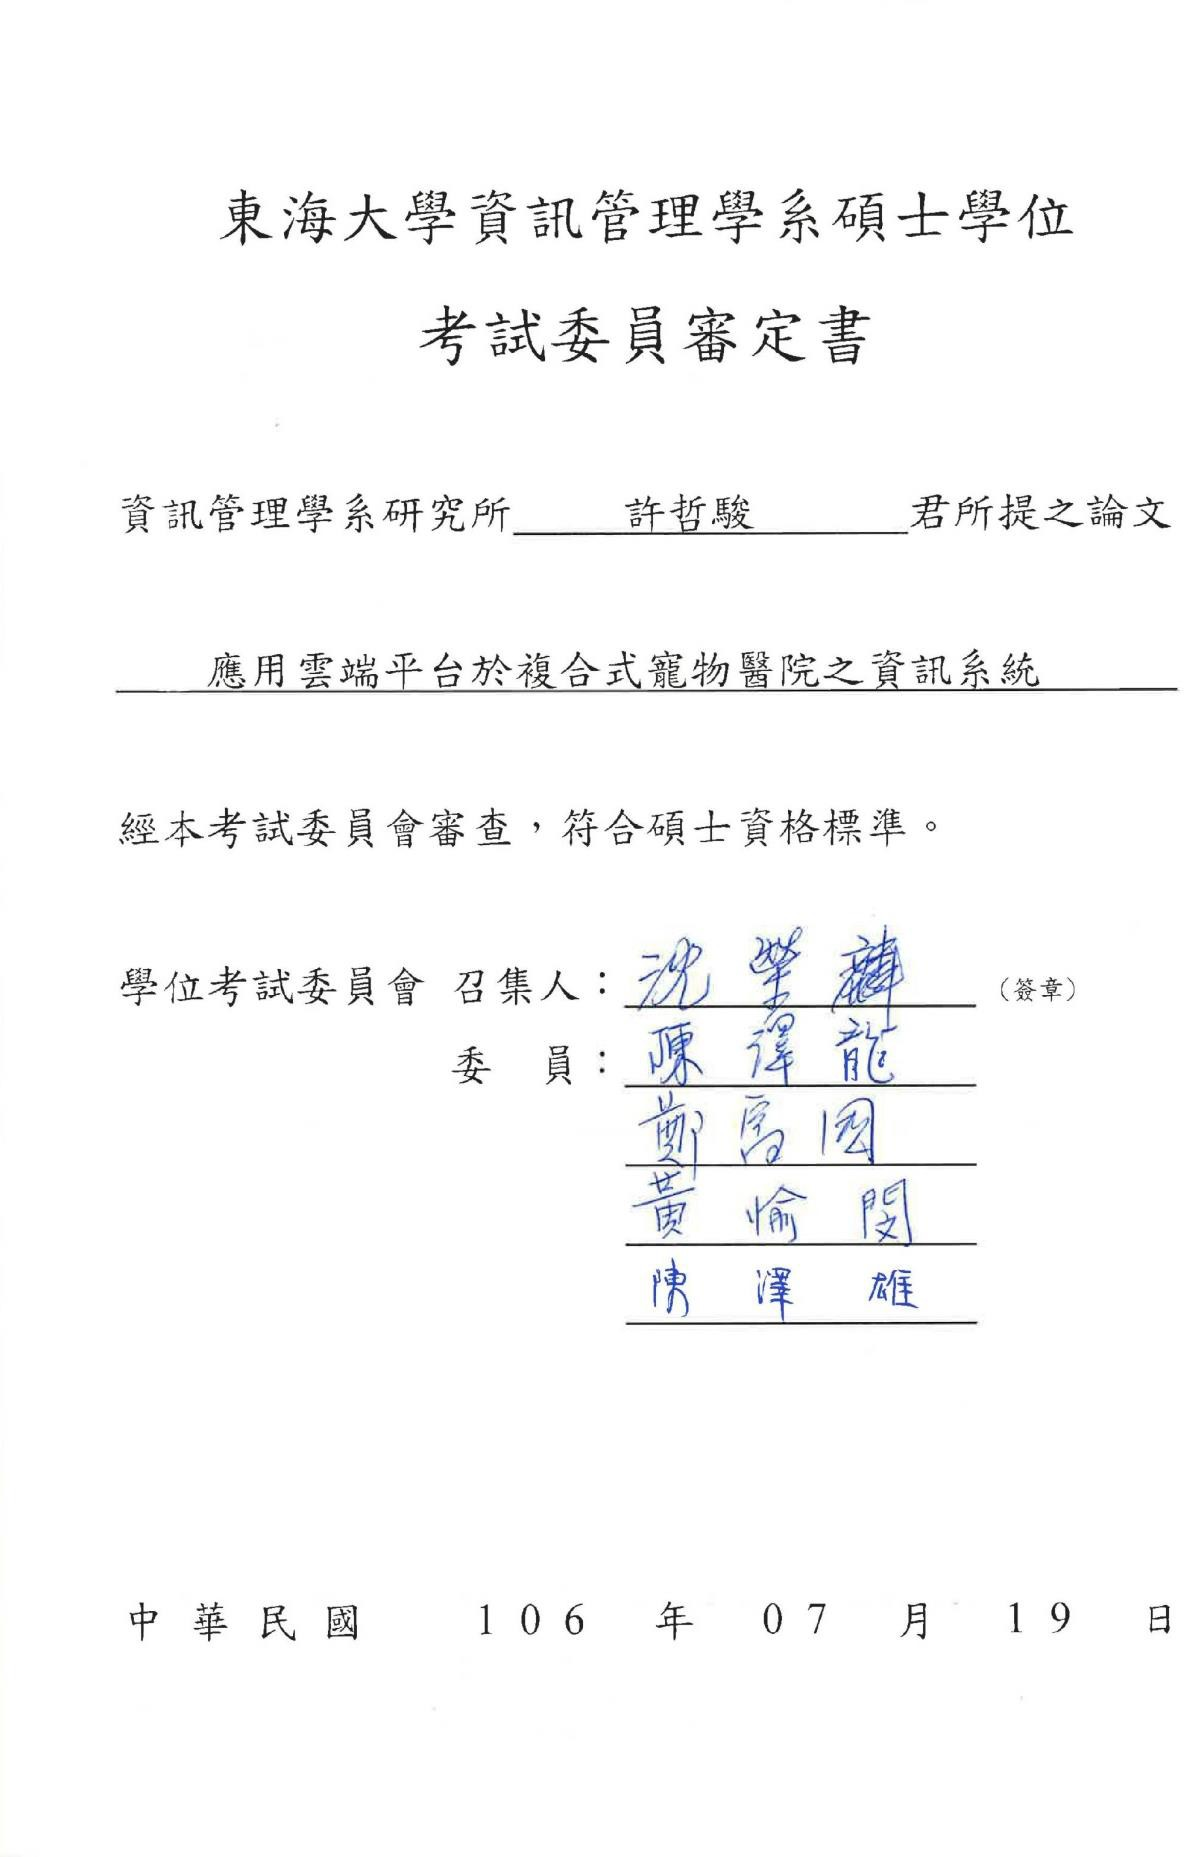 東海大學資訊管理學系碩士學位
考試委員審定書
資訊管理學系研究所 許哲駿 君所提之論文
應用雲端平台於複合式寵物醫院之資訊系統
經本考試委員會審查，符合碩士資格標準。
學位考試委員會 召集人： 沈榮麟 （簽章）
委 員： 陳澤龍
鄭 國
黃愉閔
陳澤雄
中華民國 106 年 07 月 19 日